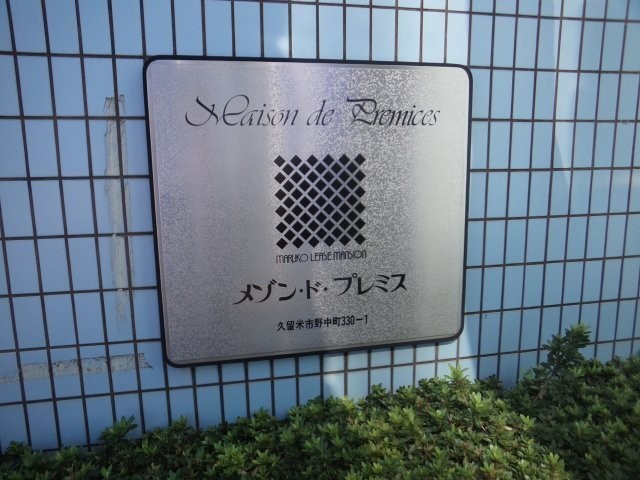 Maison de Premices
MARUKO LEASE MANSION
メゾン・ド・プレミス
久留米市野中町330-1